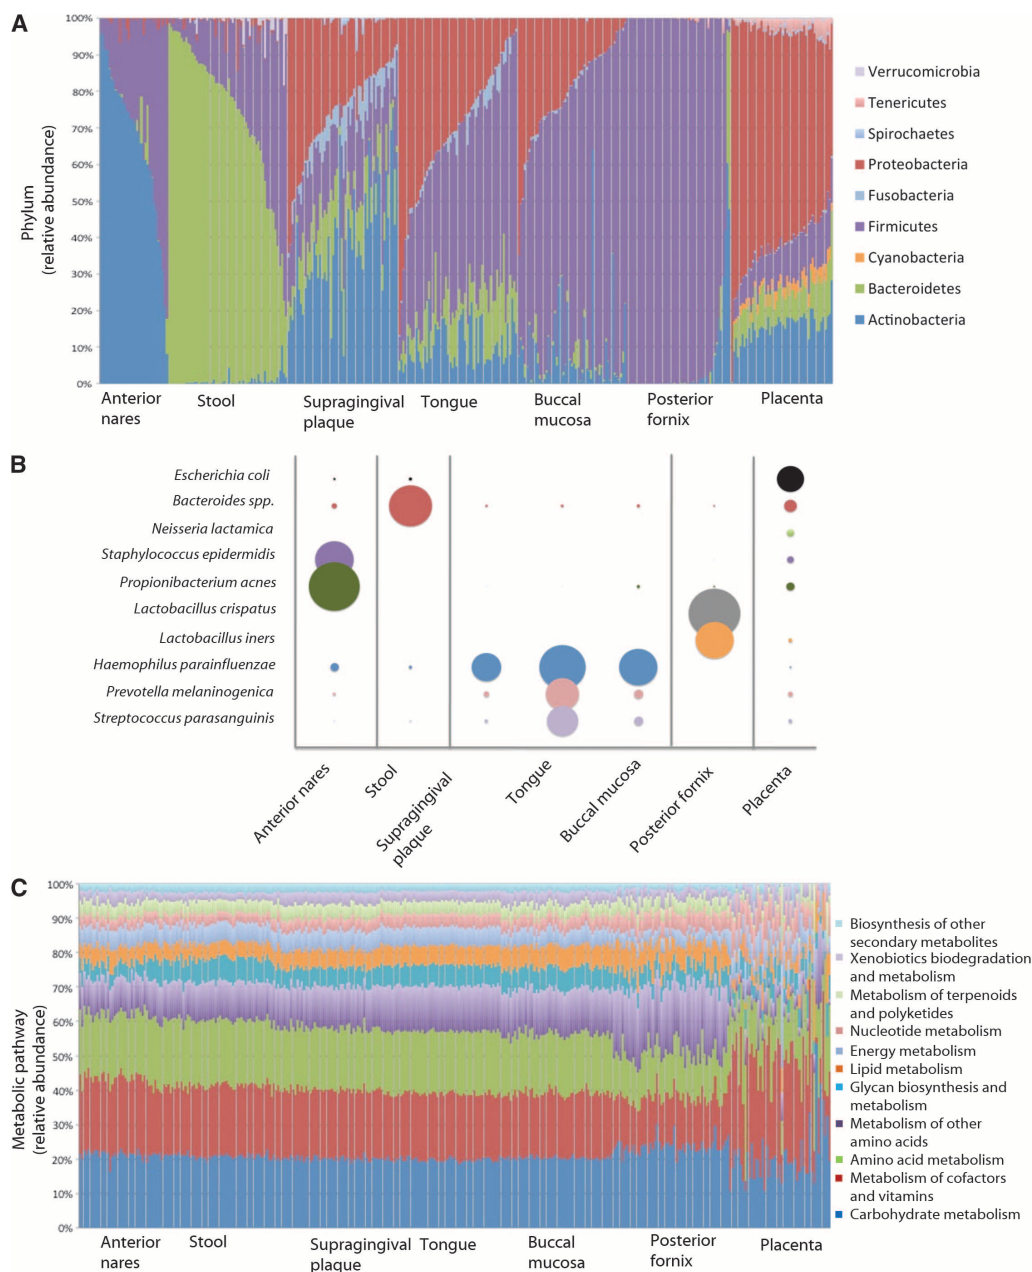 A
100%
90%
80%
70%
60%
50%
40%
30%
20%
10%
0%
Phylum
(relative abundance)
Verrucomicrobia
Tenericutes
Spirochaetes
Proteobacteria
Fusobacteria
Firmicutes
Cyanobacteria
Bacteroidetes
Actinobacteria
Anterior
nares
Stool
Supragingival
plaque
Tongue
Buccal
mucosa
Posterior
fornix
Placenta
B
Escherichia coli
Bacteroides spp.
Neisseria lactamica
Staphylococcus epidermidis
Propionibacterium acnes
Lactobacillus crispatus
Lactobacillus iners
Haemophilus parainfluenzae
Prevotella melaninogenica
Streptococcus parasanguinis
Anterior nares
Stool
Supragingival
plaque
Tongue
Buccal mucosa
Posterior fornix
Placenta
C
100%
90%
80%
70%
60%
50%
40%
30%
20%
10%
0%
Metabolic pathway
(relative abundance)
Biosynthesis of other
secondary metabolites
Xenobiotics biodegradation
and metabolism
Metabolism of terpenoids
and polyketides
Nucleotide metabolism
Energy metabolism
Lipid metabolism
Glycan biosynthesis and
metabolism
Metabolism of other
amino acids
Amino acid metabolism
Metabolism of cofactors
and vitamins
Carbohydrate metabolism
Anterior
nares
Stool
Supragingival
plaque
Tongue
Buccal
mucosa
Posterior
fornix
Placenta